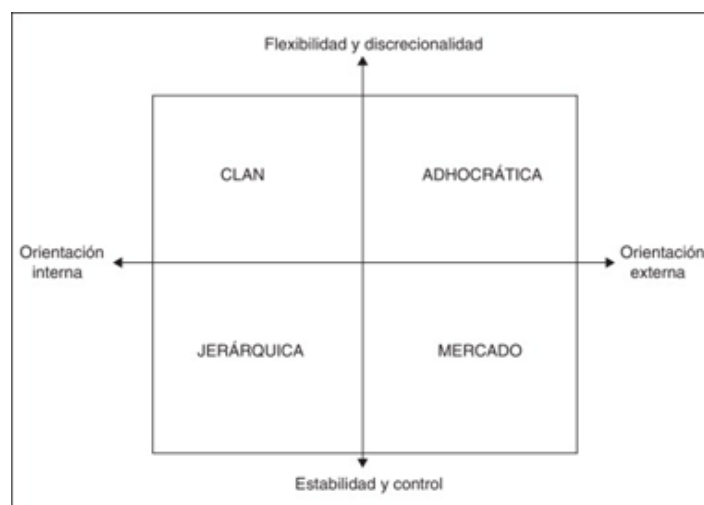 Flexibilidad y discrecionalidad
CLAN
ADHOCRÁTICA
Orientación
interna
Orientación
externa
JERÁRQUICA
MERCADO
Estabilidad y control